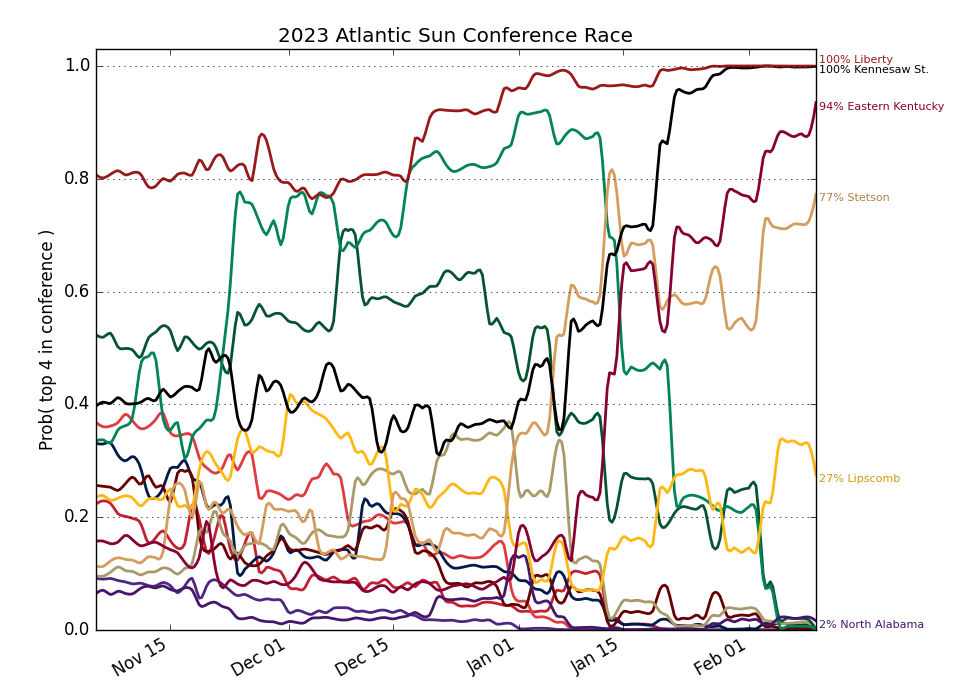 2023 Atlantic Sun Conference Race
Prob( top 4 in conference )
1.0
0.8
0.6
0.4
0.2
0.0
Nov 15
Dec 01
Dec 15
Jan 01
Jan 15
Feb 01
100% Liberty
100% Kennesaw St.
94% Eastern Kentucky
77% Stetson
27% Lipscomb
2% North Alabama